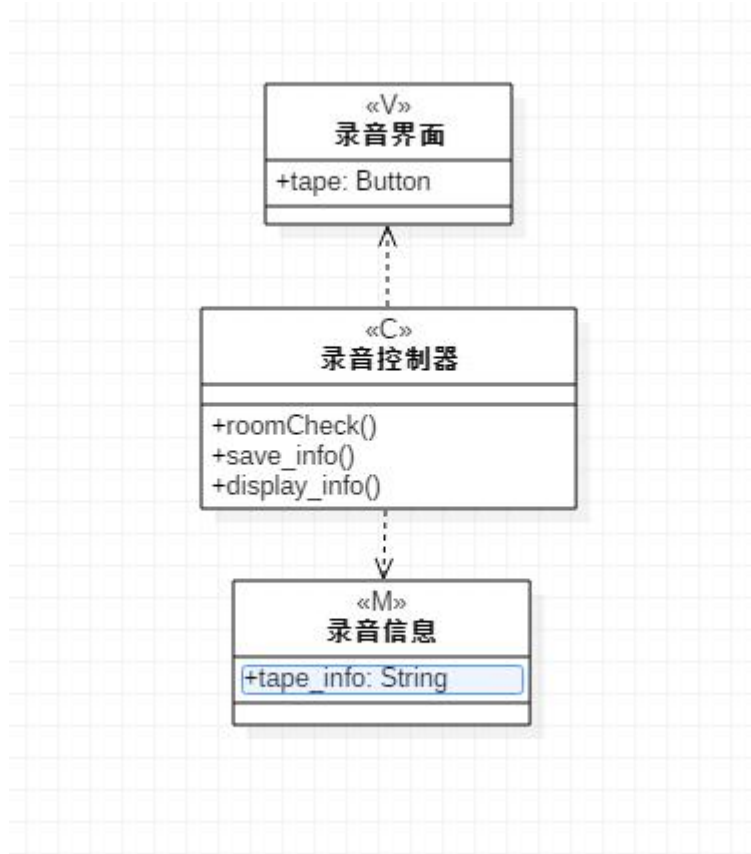 «V»
录音界面
+tape: Button
«C»
录音控制器
+roomCheck()
+save_info()
+display_info()
«M»
录音信息
+tape_info: String